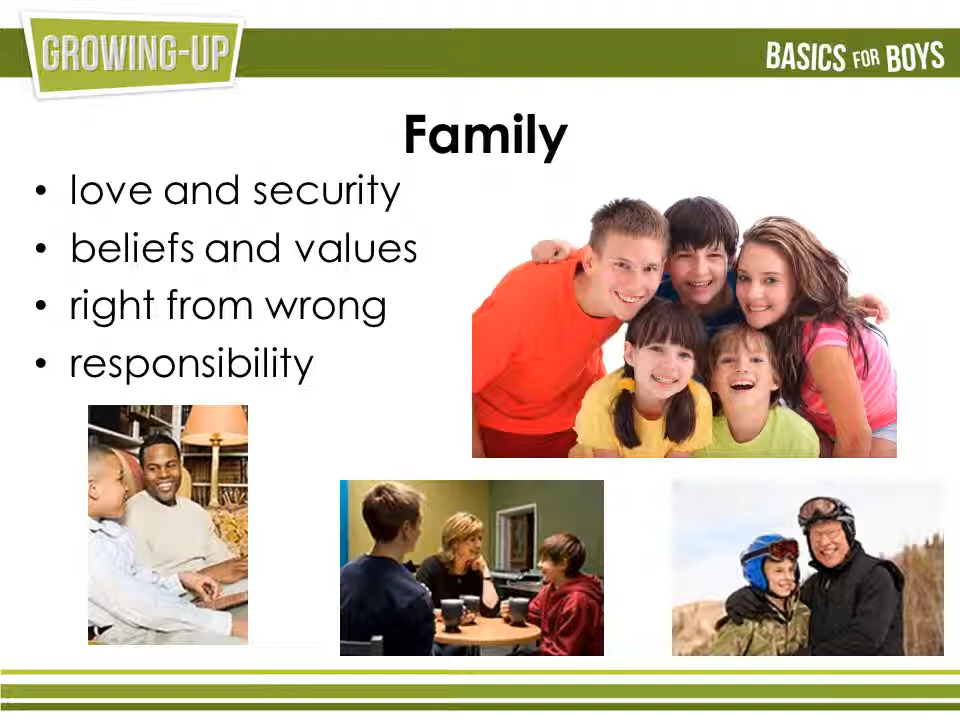 GROWING-UP
BASICS FOR BOYS
Family
• love and security
• beliefs and values
• right from wrong
• responsibility